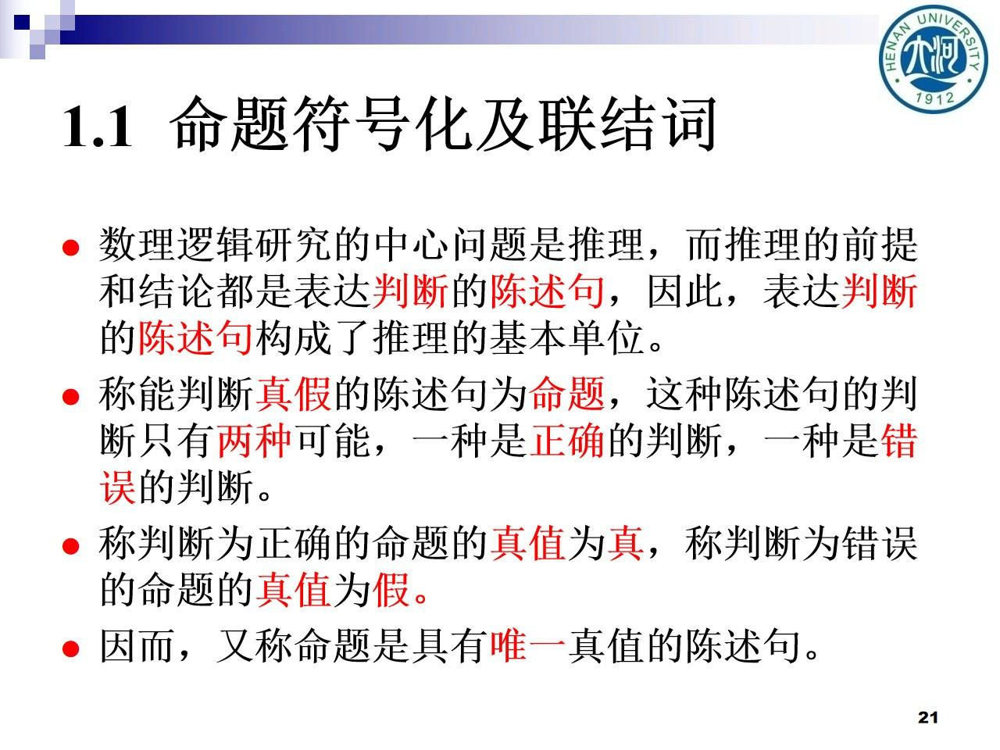 HENAN UNIVERSITY
1912
1.1 命题符号化及联结词
数理逻辑研究的中心问题是推理，而推理的前提
和结论都是表达判断的陈述句，因此，表达判断
的陈述句构成了推理的基本单位。
称能判断真假的陈述句为命题，这种陈述句的判
断只有两种可能，一种是正确的判断，一种是错
误的判断。
称判断为正确的命题的真值为真，称判断为错误
的命题的真值为假。
因而，又称命题是具有唯一真值的陈述句。
21